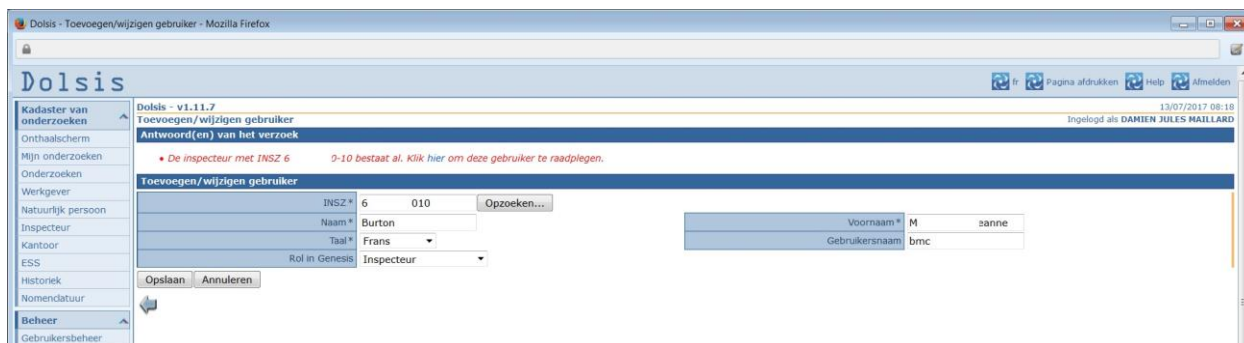 Dolsis - Toevoegen/wijzigen gebruiker - Mozilla Firefox
Dolsis
fr Pagina afdrukken Help Afmelden
Kadaster van onderzoeken
Onthaalscherm
Mijn onderzoeken
Onderzoeken
Werkgever
Natuurlijk persoon
Inspecteur
Kantoor
ESS
Historiek
Nomenclatuur
Beheer
Gebruikersbeheer
Dolsis - v1.11.7 13/07/2017 08:18
Toevoegen/wijzigen gebruiker Ingelogd als DAMIEN JULES MAILLARD
Antwoord(en) van het verzoek
• De inspecteur met INSZ 6 0-10 bestaat al. Klik hier om deze gebruiker te raadplegen.
Toevoegen/wijzigen gebruiker
INSZ * 6 010 Opzoeken...
Naam * Burton Voornaam * M eanne
Taal * Frans Gebruikersnaam bmc
Rol in Genesis Inspecteur
Opslaan Annuleren